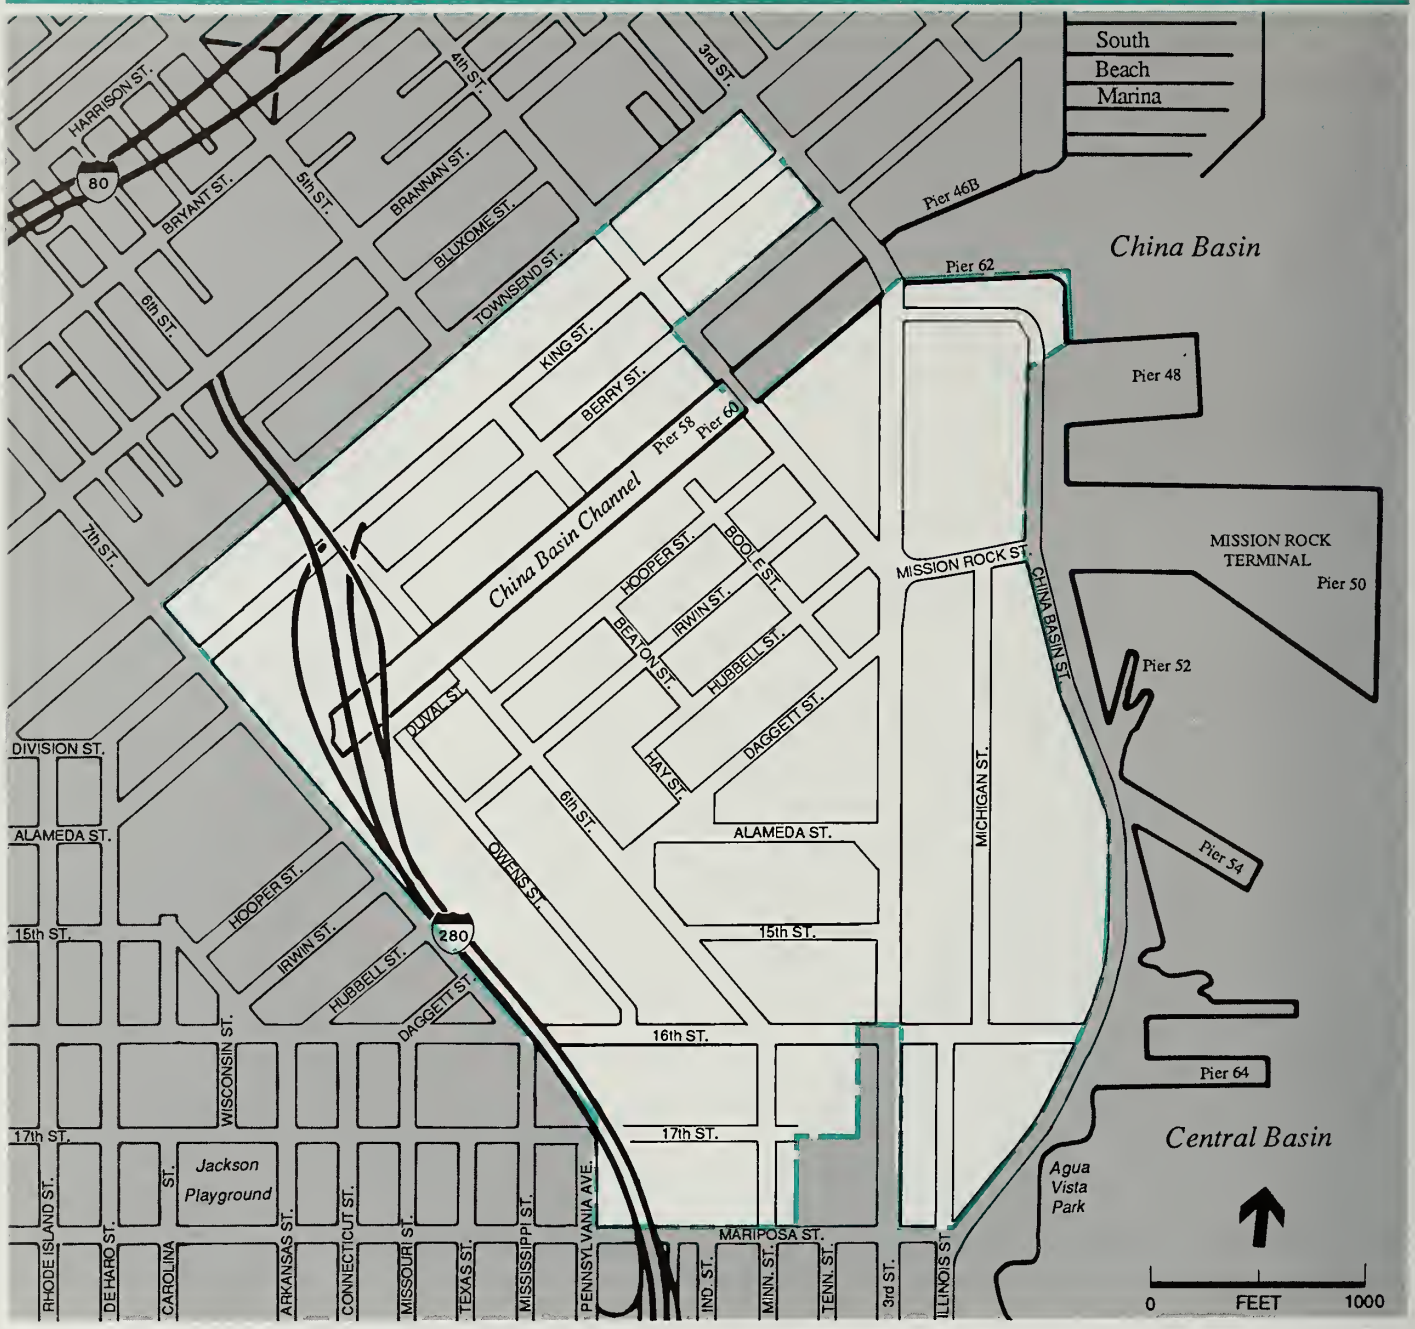 South
Beach
Marina
3rd ST.
4th ST.
HARRISON ST.
80
BRYANT ST.
5th ST.
BRANNAN ST.
BLUXOME ST.
TOWNSEND ST.
6th ST.
7th ST.
KING ST.
BERRY ST.
Pier 46B
China Basin
Pier 62
Pier 48
Pier 58
Pier 60
China Basin Channel
MISSION ROCK
TERMINAL
Pier 50
HOOPER ST.
BOOLE ST.
IRWIN ST.
BEATON ST.
HUBBELL ST.
DAGGETT ST.
HAY ST.
MISSION ROCK ST.
CHINA BASIN ST.
Pier 52
DUVAL ST.
DIVISION ST.
ALAMEDA ST.
6th ST.
ALAMEDA ST.
MICHIGAN ST.
Pier 54
OWENS ST.
HOOPER ST.
IRWIN ST.
HUBBELL ST.
DAGGETT ST.
280
15th ST.
15th ST.
16th ST.
WISCONSIN ST.
Pier 64
17th ST.
17th ST.
Central Basin
Jackson
Playground
Agua
Vista
Park
MARIPOSA ST.
RHODE ISLAND ST.
DE HARO ST.
CAROLINA ST.
ARKANSAS ST.
CONNECTICUT ST.
MISSOURI ST.
TEXAS ST.
MISSISSIPPI ST.
PENNSYLVANIA AVE.
IND. ST.
MINN. ST.
TENN. ST.
3rd ST.
ILLINOIS ST.
0 FEET 1000